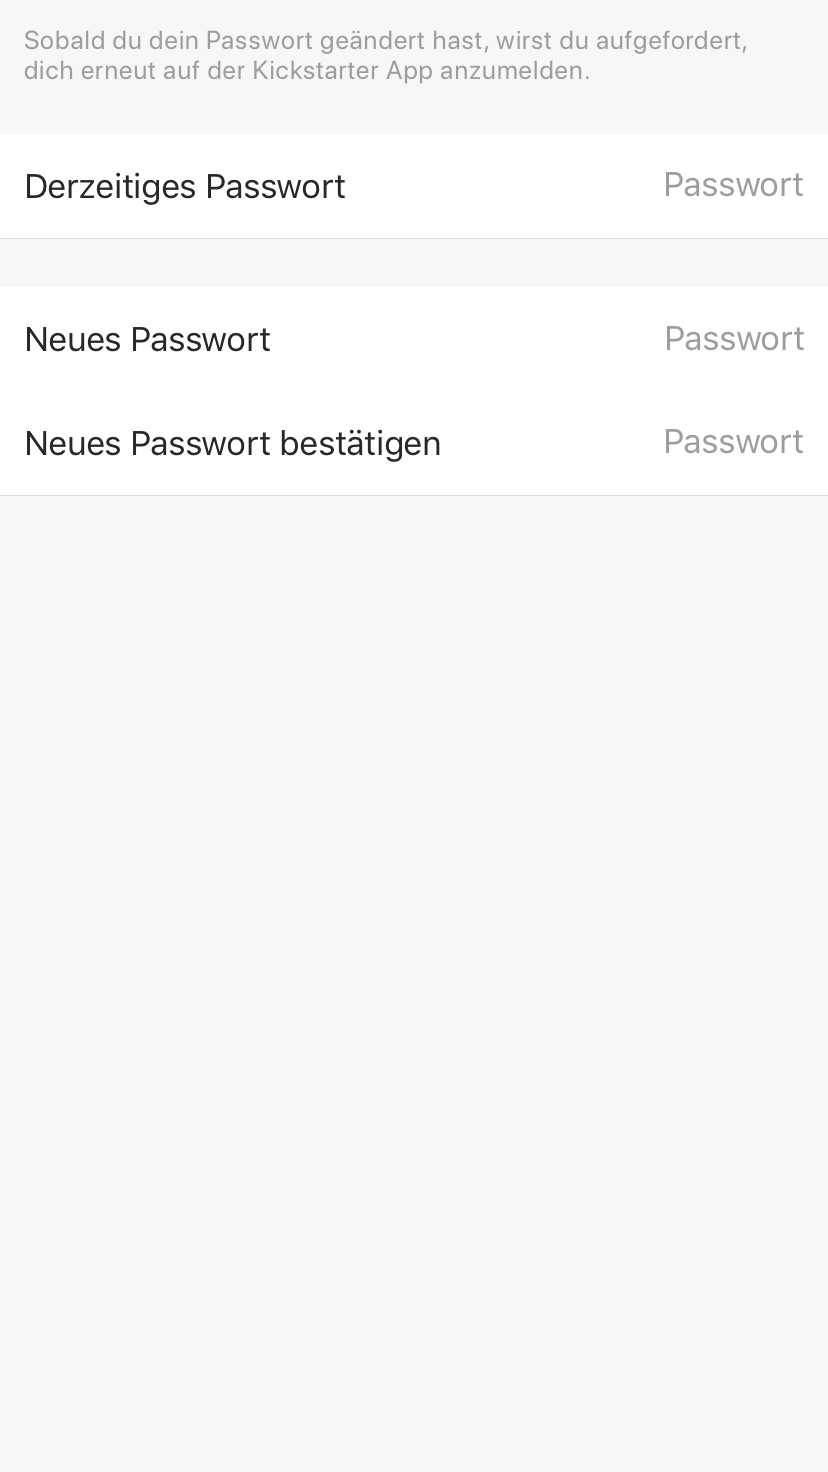 Sobald du dein Passwort geändert hast, wirst du aufgefordert,
dich erneut auf der Kickstarter App anzumelden.
Derzeitiges Passwort Passwort
Neues Passwort Passwort
Neues Passwort bestätigen Passwort